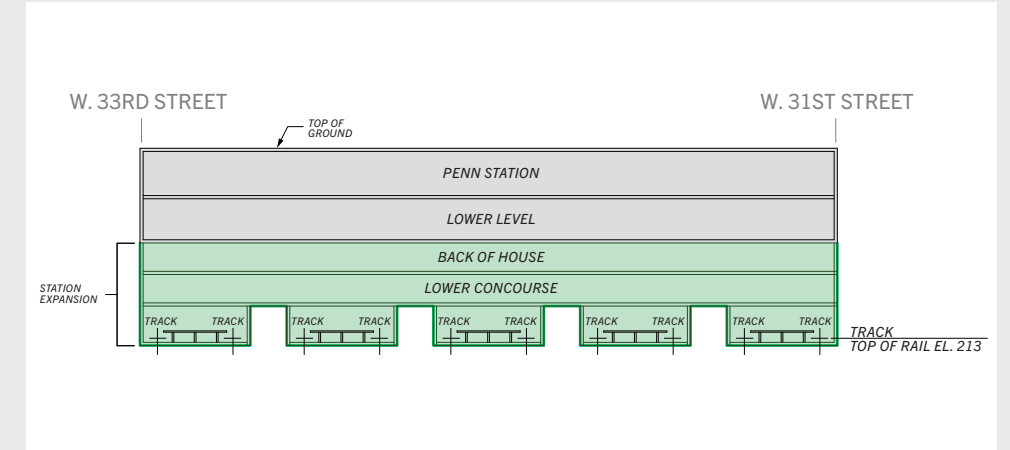 W. 33RD STREET
W. 31ST STREET
TOP OF
GROUND
PENN STATION
LOWER LEVEL
BACK OF HOUSE
LOWER CONCOURSE
STATION
EXPANSION
TRACK TRACK TRACK TRACK TRACK TRACK TRACK TRACK TRACK TRACK
TRACK
TOP OF RAIL EL. 213